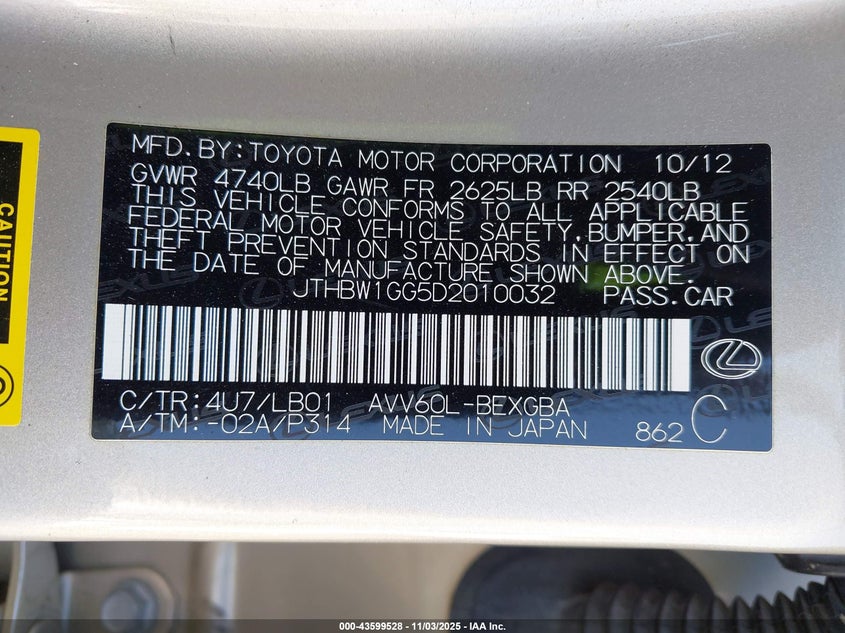 MFD.BY:TOYOTA MOTOR CORPORATION 10/12
GVWR 4740LB GAWR FR 2625LB RR 2540LB
THIS VEHICLE CONFORMS TO ALL APPLICABLE
FEDERAL MOTOR VEHICLE SAFETY,BUMPER,AND
THEFT PREVENTION STANDARDS IN EFFECT ON
THE DATE OF MANUFACTURE SHOWN ABOVE.
JTHBW1GG5D2010032 PASS.CAR
C/TR:4U7/LB01 AVV60L-BEXGBA
A/TM:-02A/P314 MADE IN JAPAN 862 C
CAUTION
000-43599528 - 11/03/2025 - IAA Inc.